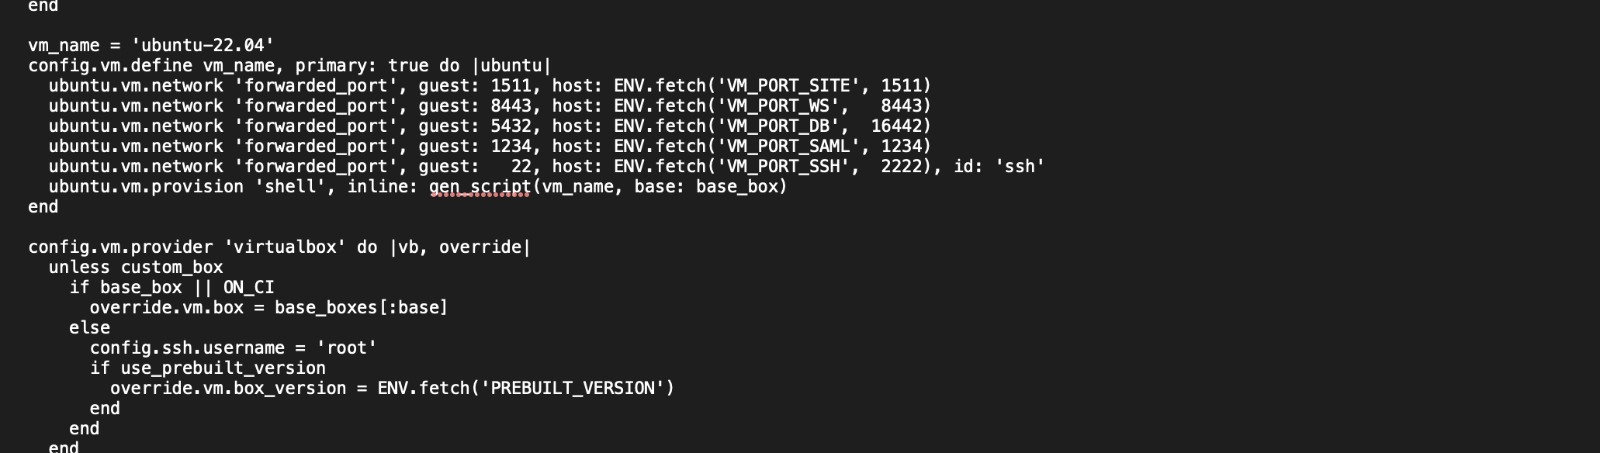 end

vm_name = 'ubuntu-22.04'
config.vm.define vm_name, primary: true do |ubuntu|
  ubuntu.vm.network 'forwarded_port', guest: 1511, host: ENV.fetch('VM_PORT_SITE', 1511)
  ubuntu.vm.network 'forwarded_port', guest: 8443, host: ENV.fetch('VM_PORT_WS',   8443)
  ubuntu.vm.network 'forwarded_port', guest: 5432, host: ENV.fetch('VM_PORT_DB',  16442)
  ubuntu.vm.network 'forwarded_port', guest: 1234, host: ENV.fetch('VM_PORT_SAML', 1234)
  ubuntu.vm.network 'forwarded_port', guest:   22, host: ENV.fetch('VM_PORT_SSH',  2222), id: 'ssh'
  ubuntu.vm.provision 'shell', inline: gen_script(vm_name, base: base_box)
end

config.vm.provider 'virtualbox' do |vb, override|
  unless custom_box
    if base_box || ON_CI
      override.vm.box = base_boxes[:base]
    else
      config.ssh.username = 'root'
      if use_prebuilt_version
        override.vm.box_version = ENV.fetch('PREBUILT_VERSION')
      end
    end
  end